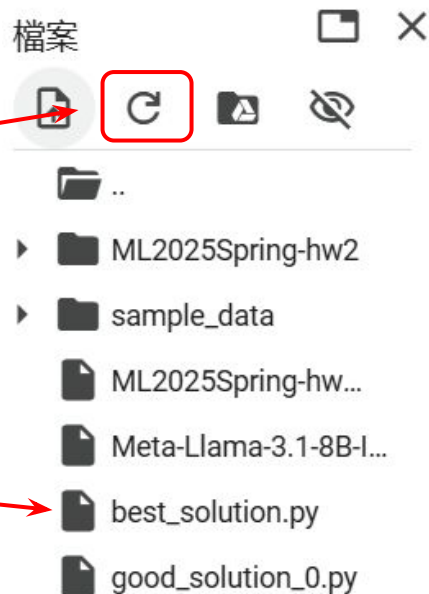 檔案
..
ML2025Spring-hw2
sample_data
ML2025Spring-hw...
Meta-Llama-3.1-8B-I...
best_solution.py
good_solution_0.py